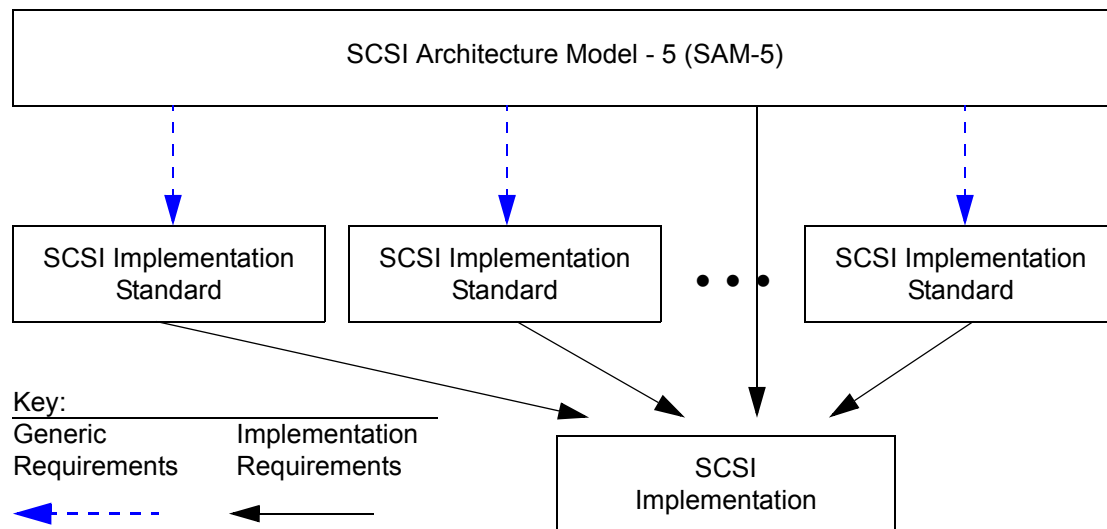 SCSI Architecture Model - 5 (SAM-5)
SCSI Implementation
Standard
SCSI Implementation
Standard
SCSI Implementation
Standard
Key:
Generic
Requirements
Implementation
Requirements
SCSI
Implementation